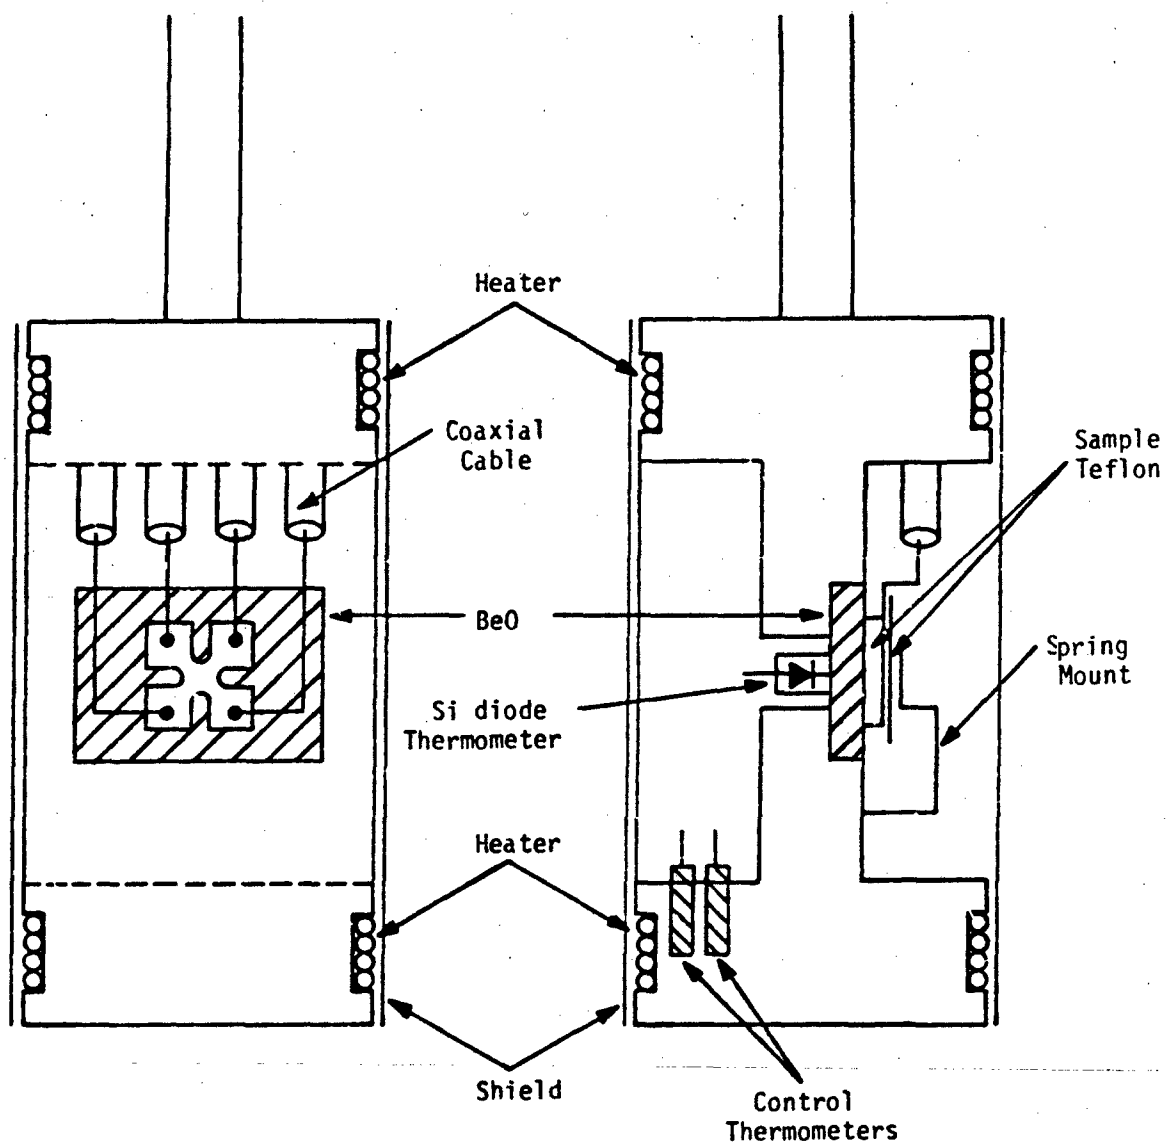 Heater
Coaxial
Cable
Sample
Teflon
BeO
Spring
Mount
Si diode
Thermometer
Heater
Shield
Control
Thermometers